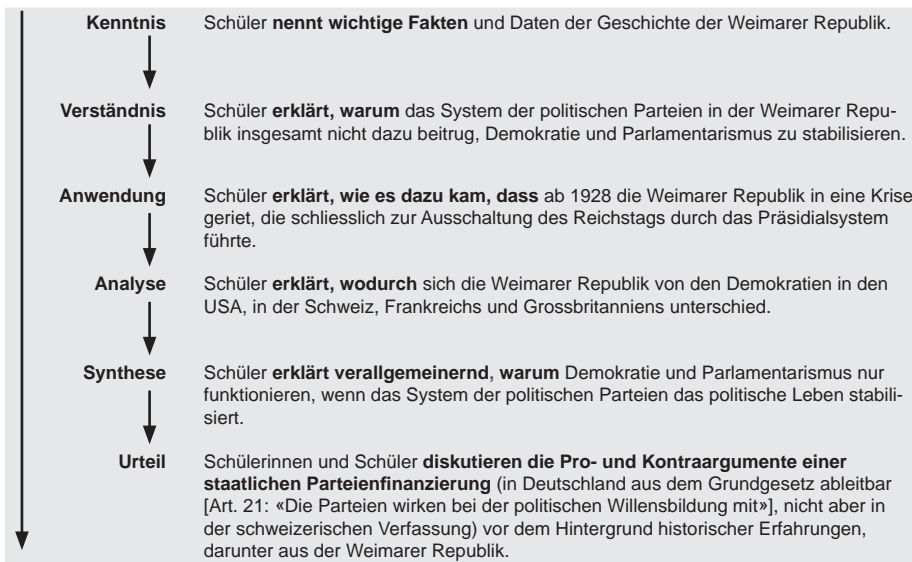 Kenntnis Schüler nennt wichtige Fakten und Daten der Geschichte der Weimarer Republik.
Verständnis Schüler erklärt, warum das System der politischen Parteien in der Weimarer Repu-
blik insgesamt nicht dazu beitrug, Demokratie und Parlamentarismus zu stabilisieren.
Anwendung Schüler erklärt, wie es dazu kam, dass ab 1928 die Weimarer Republik in eine Krise
geriet, die schliesslich zur Ausschaltung des Reichstags durch das Präsidialsystem
führte.
Analyse Schüler erklärt, wodurch sich die Weimarer Republik von den Demokratien in den
USA, in der Schweiz, Frankreichs und Grossbritanniens unterschied.
Synthese Schüler erklärt verallgemeinernd, warum Demokratie und Parlamentarismus nur
funktionieren, wenn das System der politischen Parteien das politische Leben stabili-
siert.
Urteil Schülerinnen und Schüler diskutieren die Pro- und Kontraargumente einer
staatlichen Parteienfinanzierung (in Deutschland aus dem Grundgesetz ableitbar
[Art. 21: «Die Parteien wirken bei der politischen Willensbildung mit»], nicht aber in
der schweizerischen Verfassung) vor dem Hintergrund historischer Erfahrungen,
darunter aus der Weimarer Republik.